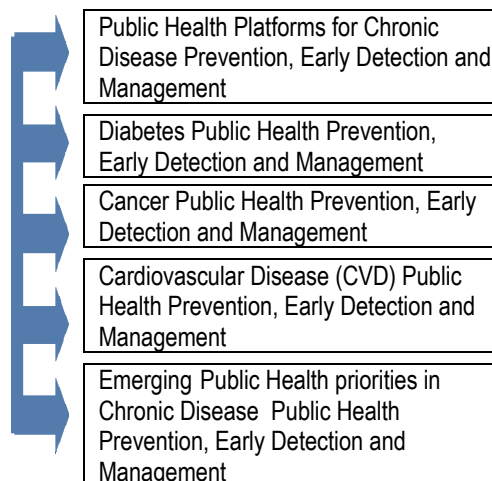 Public Health Platforms for Chronic
Disease Prevention, Early Detection and
Management
Diabetes Public Health Prevention,
Early Detection and Management
Cancer Public Health Prevention, Early
Detection and Management
Cardiovascular Disease (CVD) Public
Health Prevention, Early Detection and
Management
Emerging Public Health priorities in
Chronic Disease  Public Health
Prevention, Early Detection and
Management